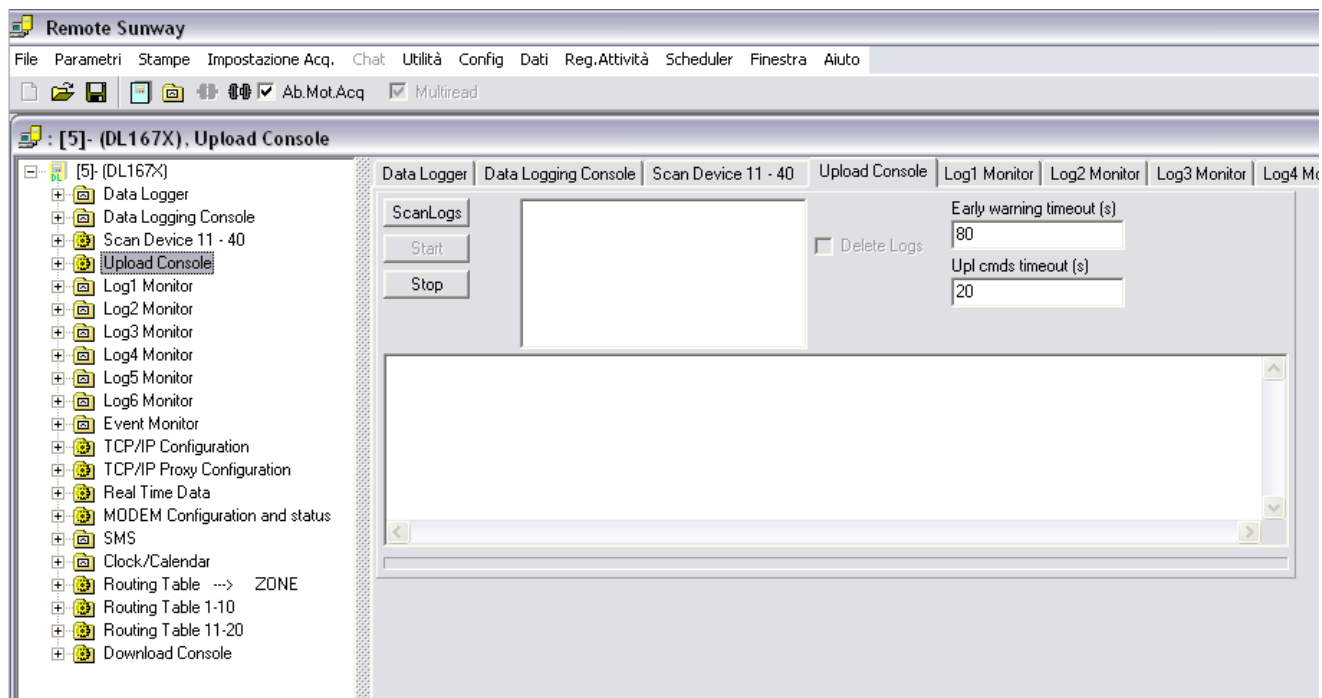 Remote Sunway
File Parametri Stampe Impostazione Acq. Chat Utilità Config Dati Reg.Attività Scheduler Finestra Aiuto
Ab.Mot.Acq Multiread
: [5]- (DL167X), Upload Console
[5]- (DL167X)
DL
Data Logger
Data Logging Console
Scan Device 11 - 40
Upload Console
Log1 Monitor
Log2 Monitor
Log3 Monitor
Log4 Monitor
Log5 Monitor
Log6 Monitor
Event Monitor
TCP/IP Configuration
TCP/IP Proxy Configuration
Real Time Data
MODEM Configuration and status
SMS
Clock/Calendar
Routing Table ---> ZONE
Routing Table 1-10
Routing Table 11-20
Download Console
Data Logger Data Logging Console Scan Device 11 - 40 Upload Console Log1 Monitor Log2 Monitor Log3 Monitor Log4 Mo
ScanLogs
Start
Stop
Delete Logs
Early warning timeout (s)
80
Upl cmds timeout (s)
20